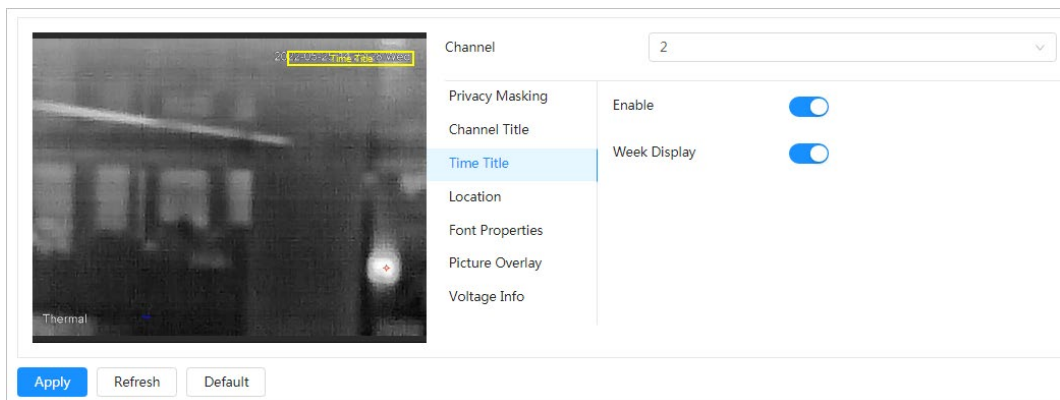 Time Title
Thermal
Channel
2
Privacy Masking
Channel Title
Time Title
Location
Font Properties
Picture Overlay
Voltage Info
Enable
Week Display
Apply
Refresh
Default